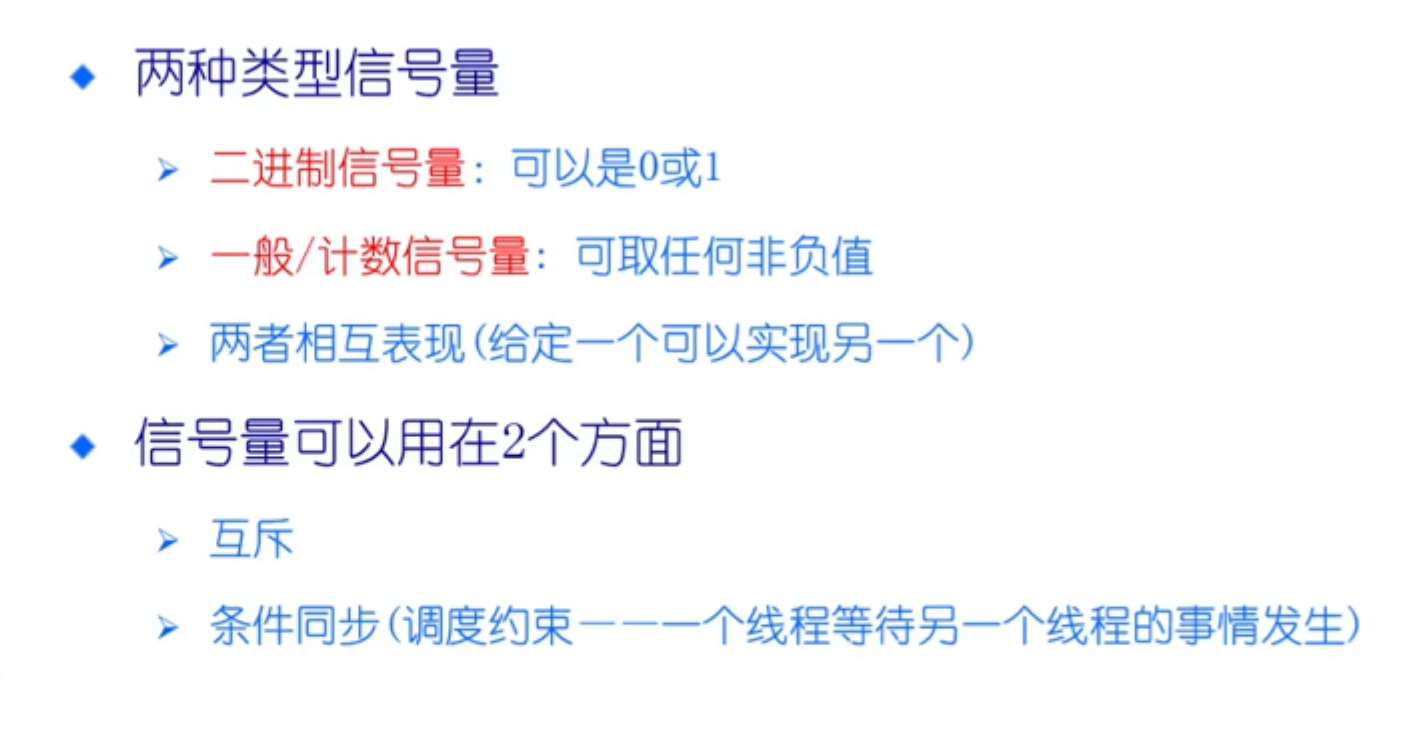 两种类型信号量
二进制信号量：可以是0或1
一般/计数信号量：可取任何非负值
两者相互表现(给定一个可以实现另一个)
信号量可以用在2个方面
互斥
条件同步(调度约束——一个线程等待另一个线程的事情发生)